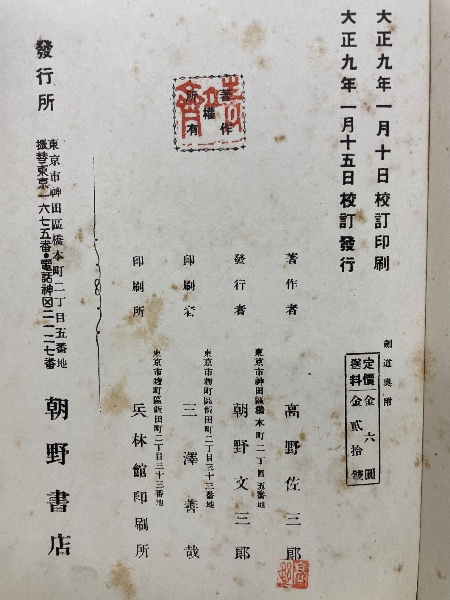 大正九年一月十日校訂印刷
大正九年一月十五日校訂發行
劍道奧附
定價金六圓
送料金貳拾錢
著作權所有
著作者 高野佐三郎
東京市神田區橋本町二丁目五番地
發行者 朝野文三郎
東京市麹町區飯田町二丁目三十三番地
印刷者 三澤善哉
東京市麹町區飯田町二丁目三十三番地
印刷所 兵林館印刷所
發行所
東京市神田區橋本町二丁目五番地
振替東京一六七五番・電話神田二一二七番
朝野書店